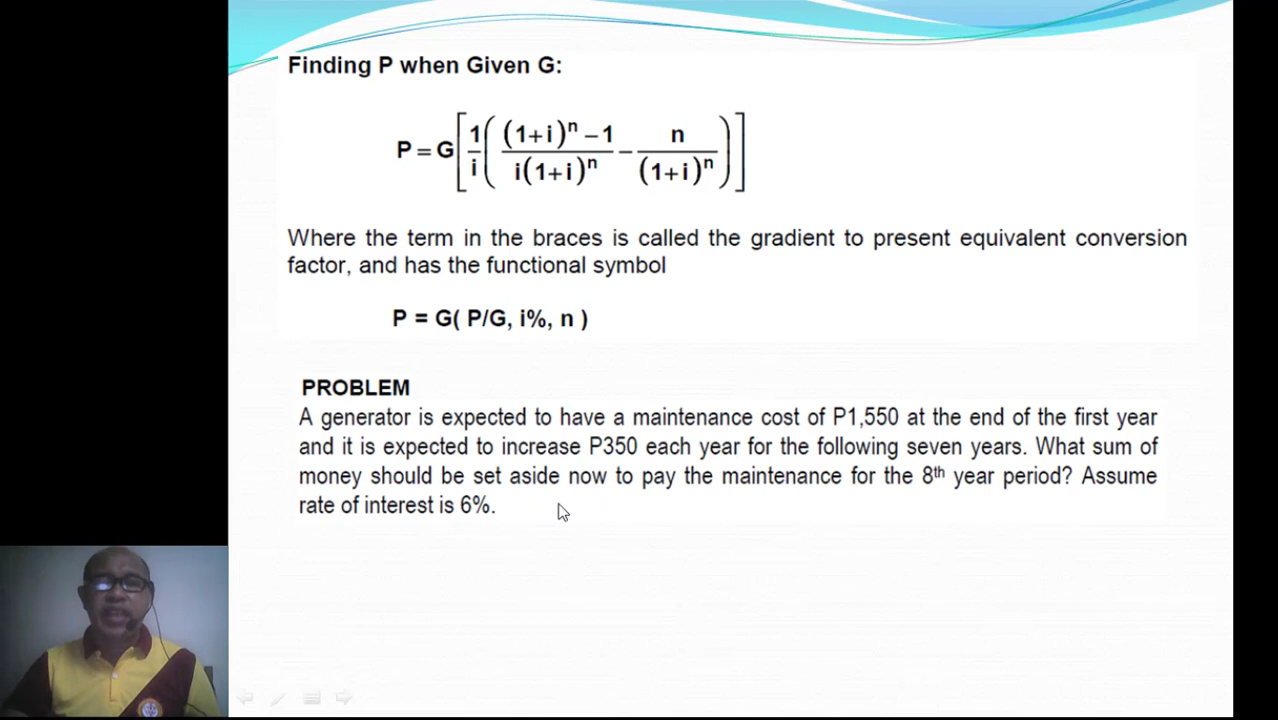 Finding P when Given G:
P = G [ 1/i ( (1+i)^n − 1 / i(1+i)^n − n / (1+i)^n ) ]
Where the term in the braces is called the gradient to present equivalent conversion
factor, and has the functional symbol
P = G( P/G, i%, n )
PROBLEM
A generator is expected to have a maintenance cost of P1,550 at the end of the first year
and it is expected to increase P350 each year for the following seven years. What sum of
money should be set aside now to pay the maintenance for the 8th year period? Assume
rate of interest is 6%.